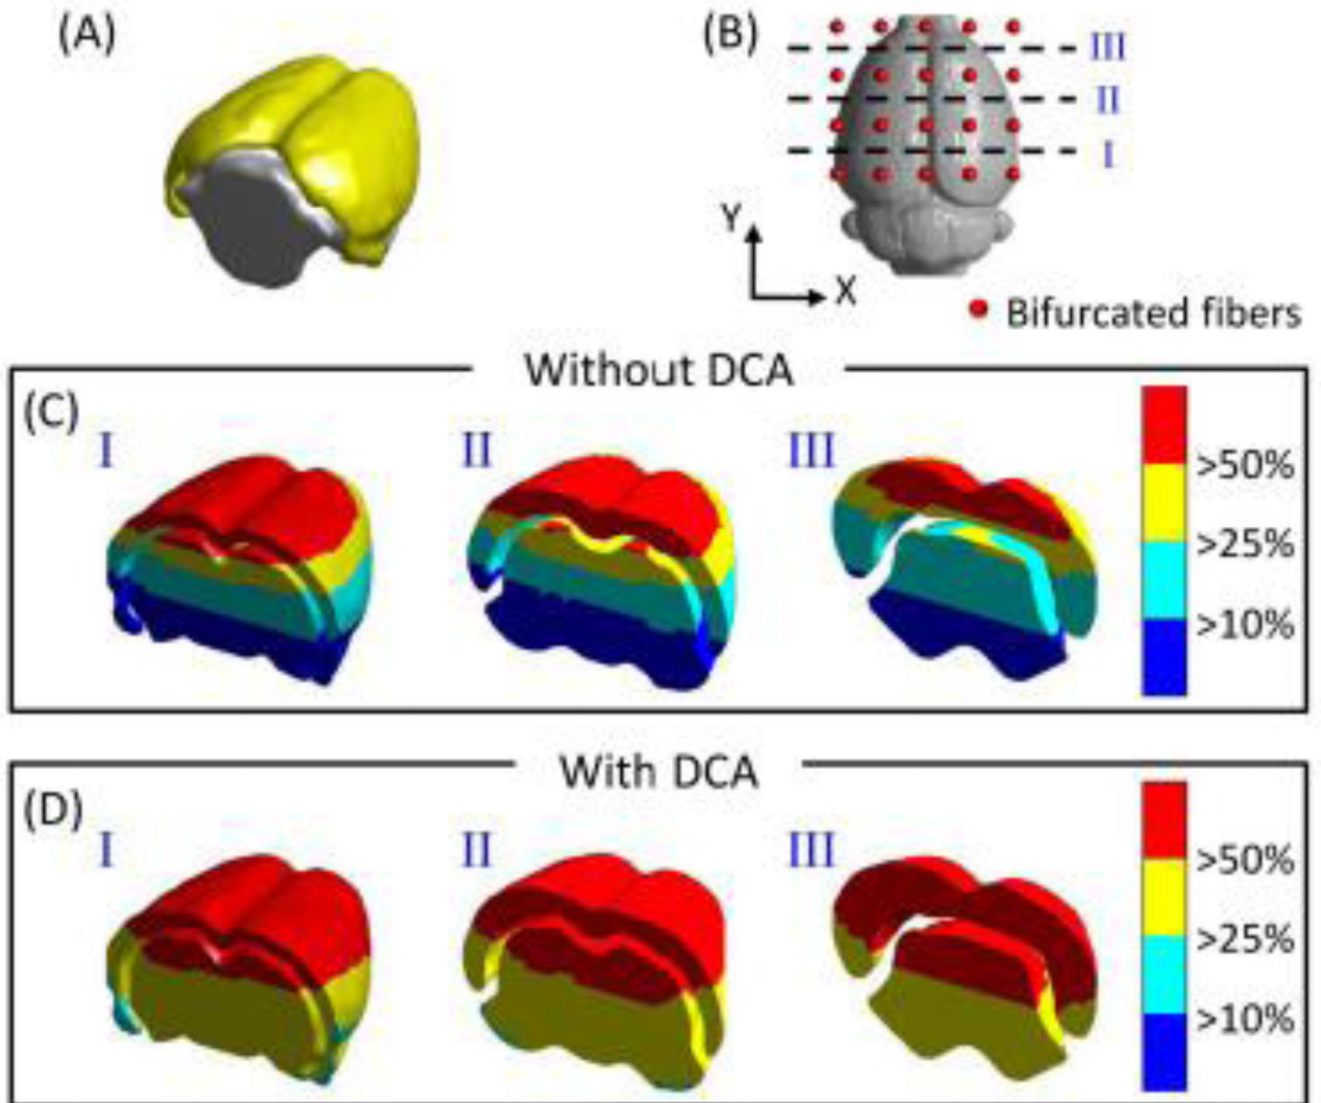 (A)
(B)
III
II
I
Y
X
Bifurcated fibers
Without DCA
(C)
I
II
III
>50%
>25%
>10%
With DCA
(D)
I
II
III
>50%
>25%
>10%